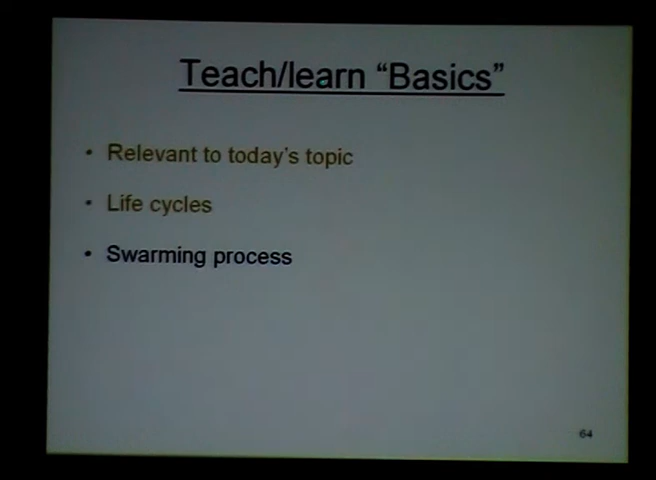 Teach/learn “Basics”
• Relevant to today’s topic
• Life cycles
• Swarming process
64